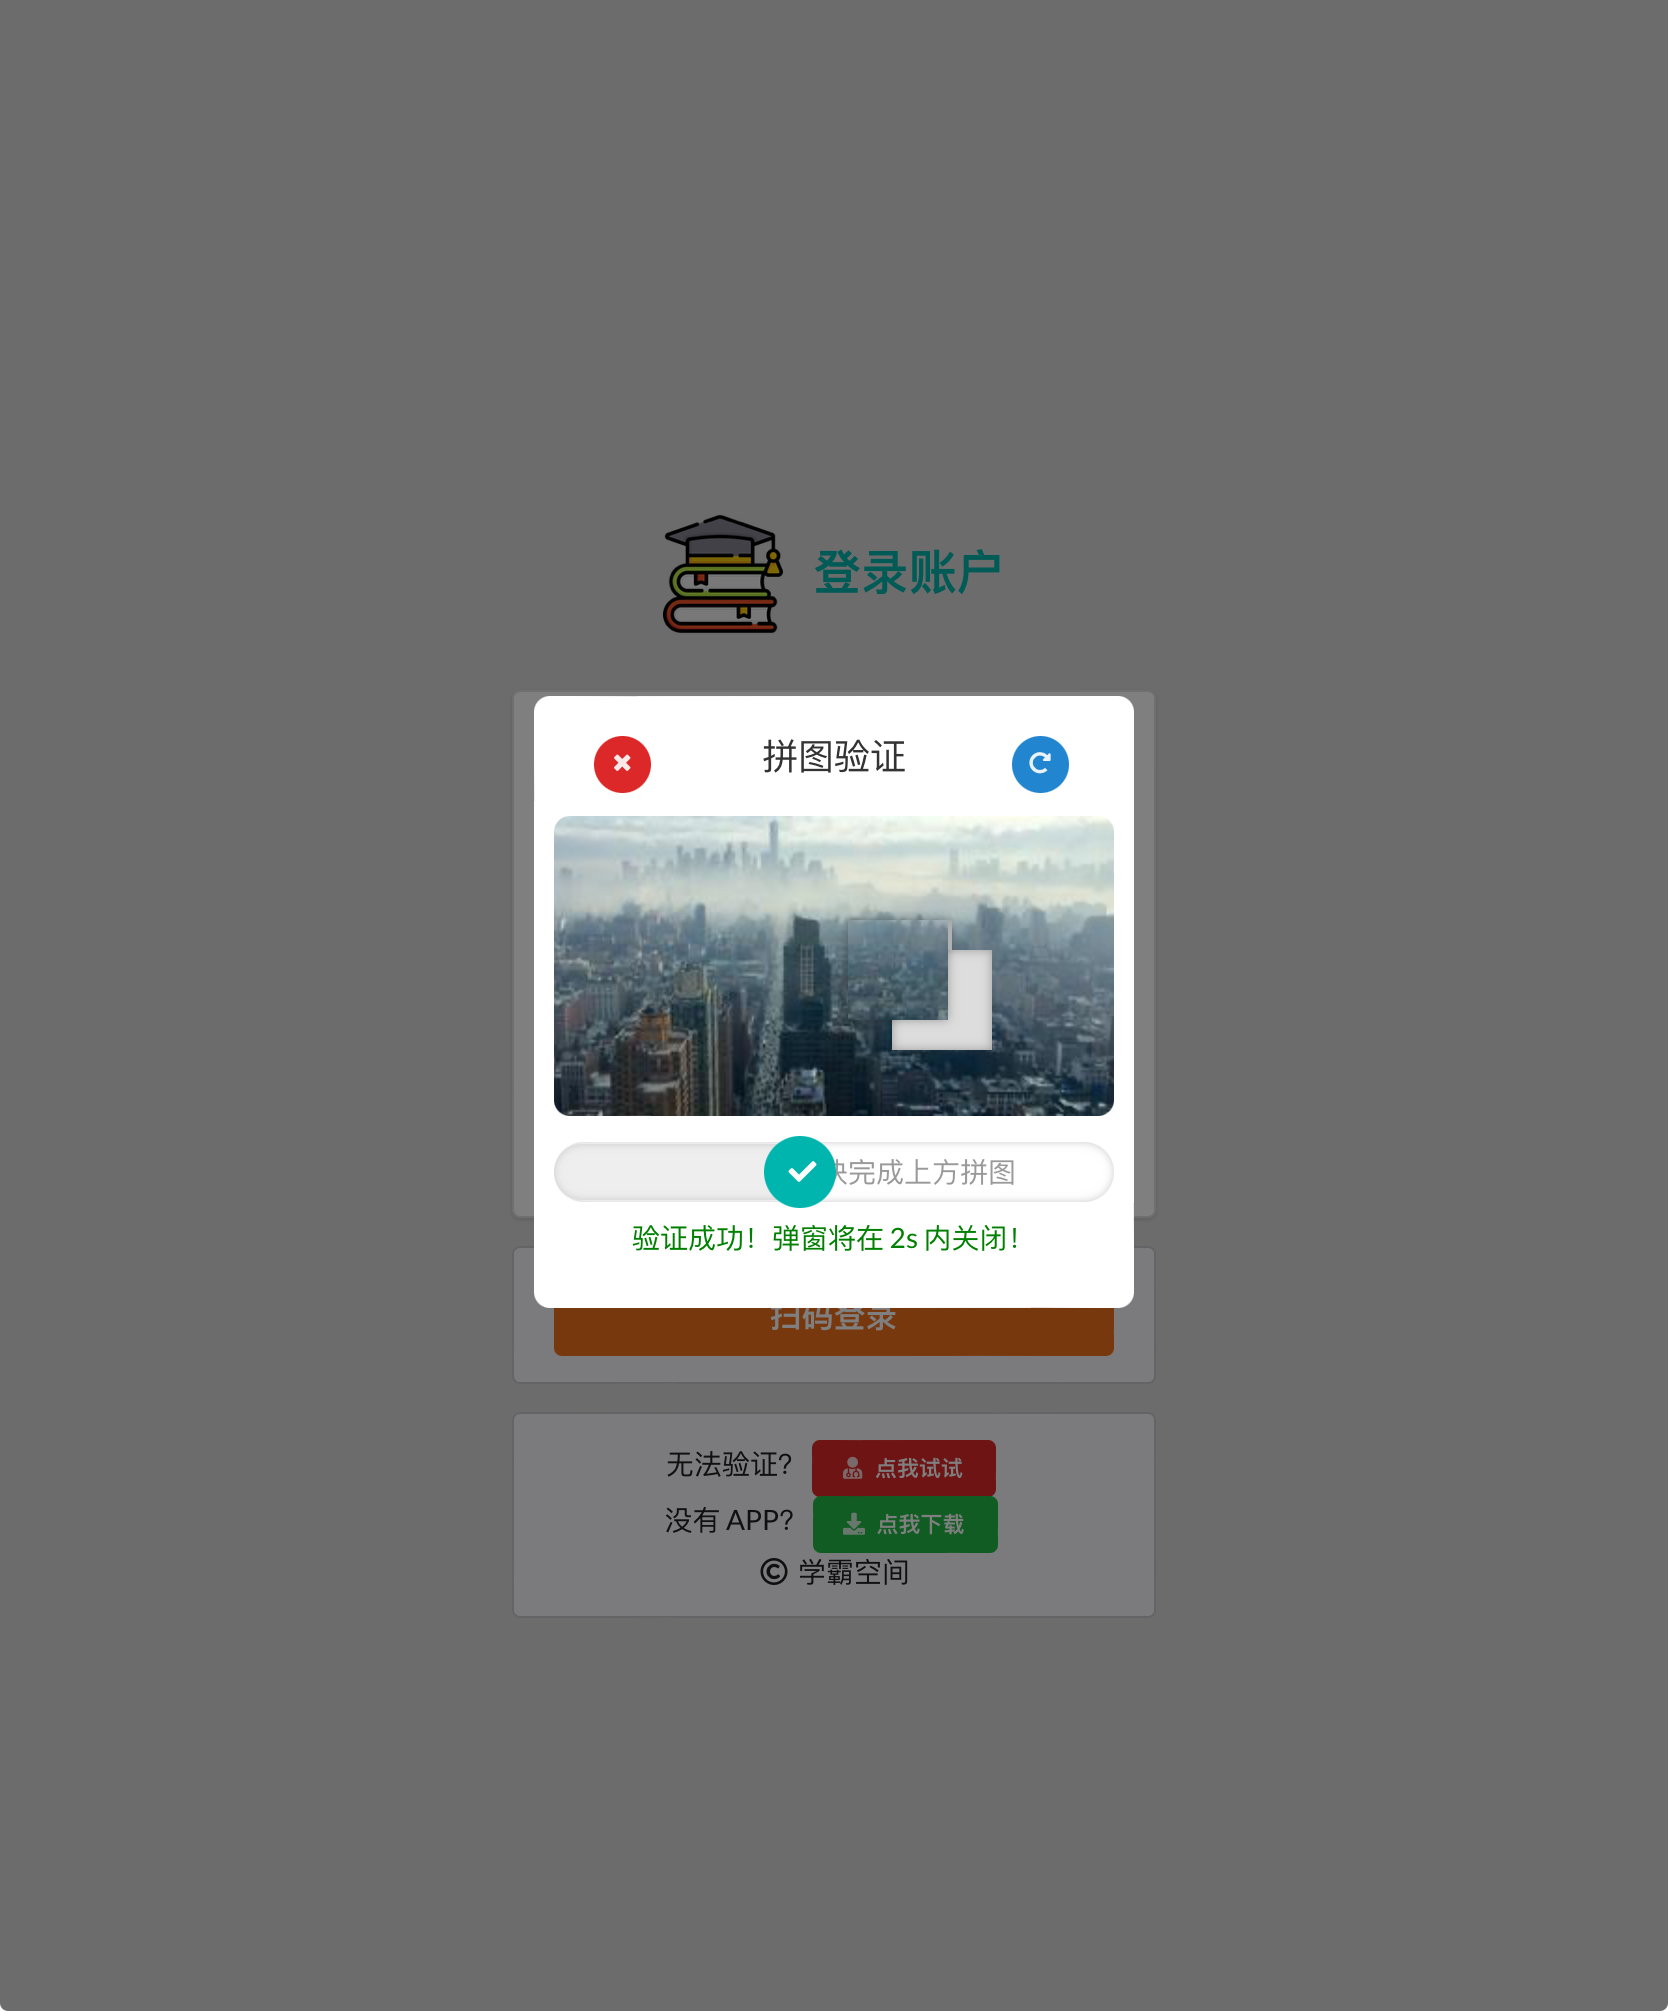 登录账户
拼图验证
块完成上方拼图
验证成功！弹窗将在 2s 内关闭！
扫码登录
无法验证？ 点我试试
没有 APP？ 点我下载
© 学霸空间